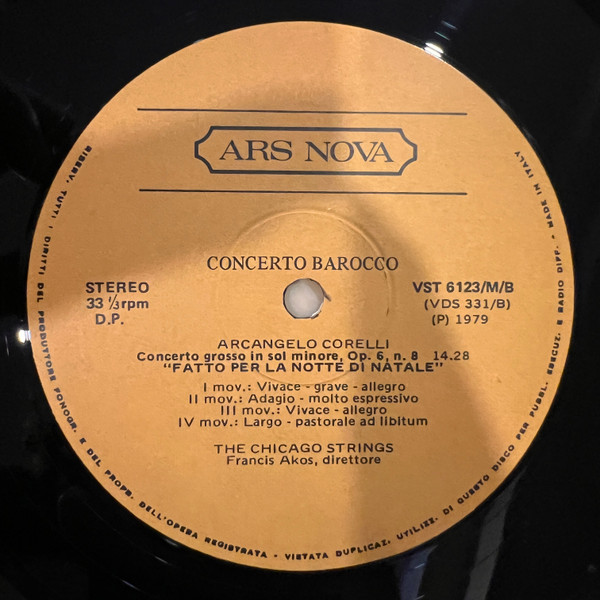 ARS NOVA
CONCERTO BAROCCO
STEREO
33 ⅓ rpm
D.P.
VST 6123/M/B
(VDS 331/B)
(P) 1979
ARCANGELO CORELLI
Concerto grosso in sol minore, Op. 6, n. 8 14.28
"FATTO PER LA NOTTE DI NATALE"
I mov.: Vivace - grave - allegro
II mov.: Adagio - molto espressivo
III mov.: Vivace - allegro
IV mov.: Largo - pastorale ad libitum
THE CHICAGO STRINGS
Francis Akos, direttore
RISERV. TUTTI I DIRITTI DEL PRODUTTORE FONOGR. E DEL PROPR. DELL'OPERA REGISTRATA - VIETATA DUPLICAZ. UTILIZZ. DI QUESTO DISCO PER PUBBL. ESECUZ. E RADIO DIFF. - MADE IN ITALY